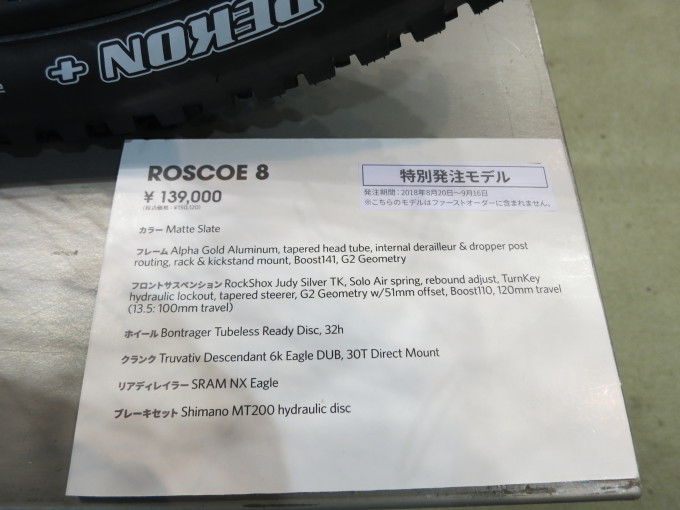 REKON +
ROSCOE 8
¥ 139,000
(税込価格 ¥150,120)
特別発注モデル
発注期間:2018年8月20日〜9月16日
※こちらのモデルはファーストオーダーに含まれません。
カラー Matte Slate
フレーム Alpha Gold Aluminum, tapered head tube, internal derailleur & dropper post
routing, rack & kickstand mount, Boost141, G2 Geometry
フロントサスペンション RockShox Judy Silver TK, Solo Air spring, rebound adjust, TurnKey
hydraulic lockout, tapered steerer, G2 Geometry w/51mm offset, Boost110, 120mm travel
(13.5: 100mm travel)
ホイール Bontrager Tubeless Ready Disc, 32h
クランク Truvativ Descendant 6k Eagle DUB, 30T Direct Mount
リアディレイラー SRAM NX Eagle
ブレーキセット Shimano MT200 hydraulic disc